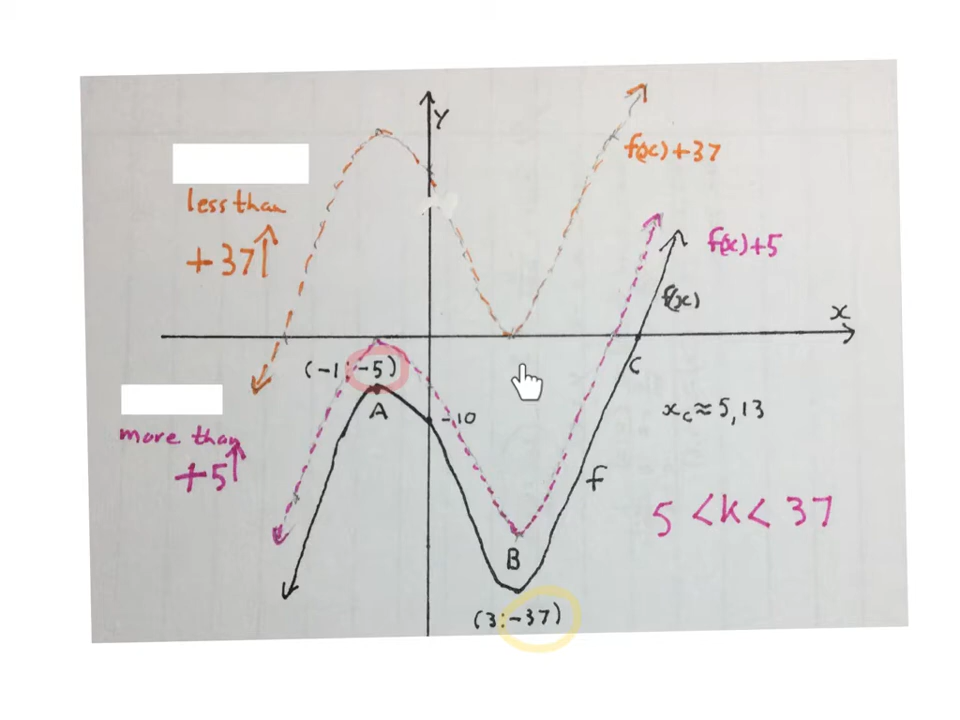 Y
f(x)+37
less than
+37
f(x)+5
f(x)
x
(-1;-5)
C
A
-10
x_C≈5,13
more than
+5
f
5<k<37
B
(3;-37)